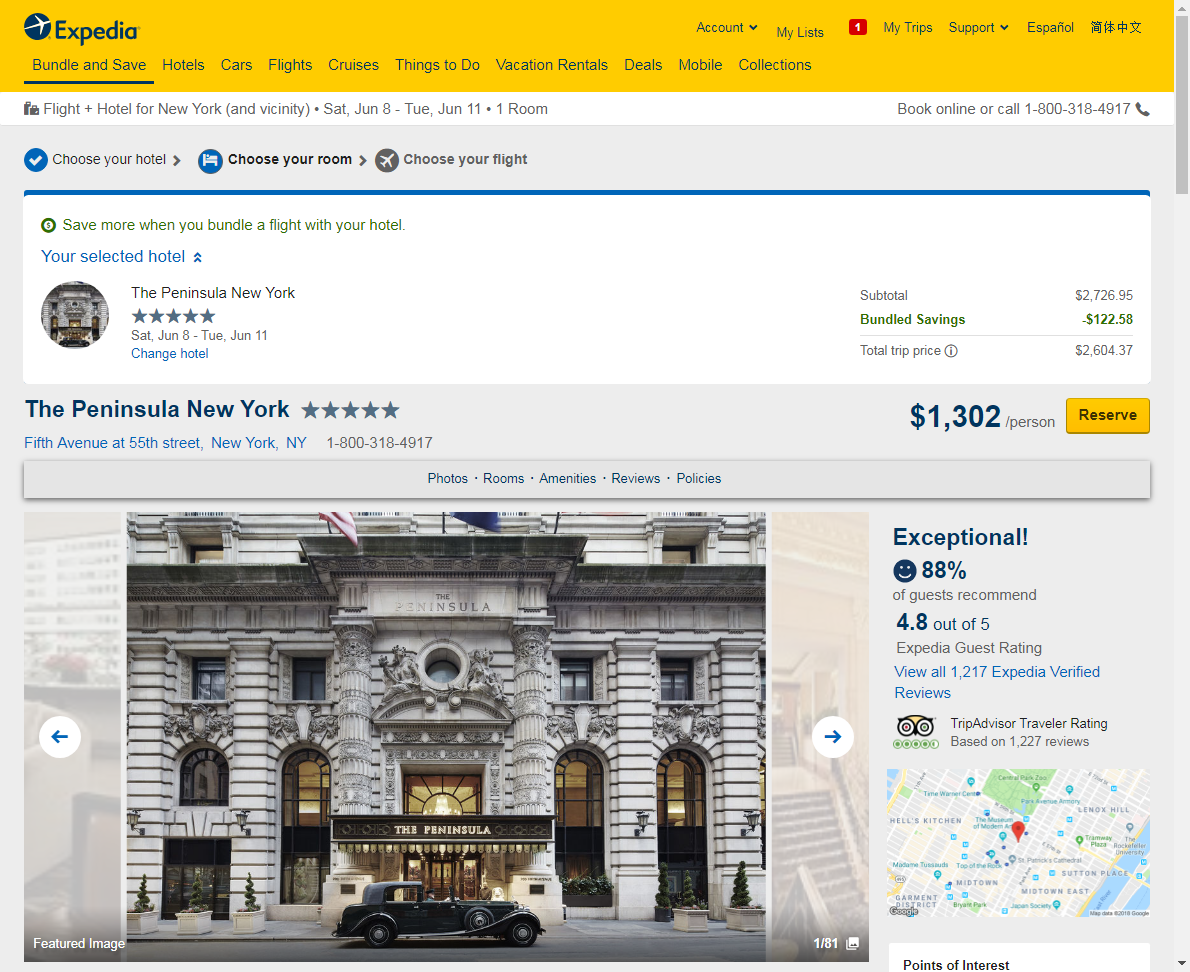 Expedia
Account
My Lists
1
My Trips
Support
Español
简体中文
Bundle and Save
Hotels
Cars
Flights
Cruises
Things to Do
Vacation Rentals
Deals
Mobile
Collections
Flight + Hotel for New York (and vicinity) • Sat, Jun 8 - Tue, Jun 11 • 1 Room
Book online or call 1-800-318-4917
Choose your hotel
Choose your room
Choose your flight
Save more when you bundle a flight with your hotel.
Your selected hotel
The Peninsula New York
Sat, Jun 8 - Tue, Jun 11
Change hotel
Subtotal $2,726.95
Bundled Savings -$122.58
Total trip price $2,604.37
The Peninsula New York
$1,302 /person
Reserve
Fifth Avenue at 55th street, New York, NY 1-800-318-4917
Photos · Rooms · Amenities · Reviews · Policies
THE
PENINSULA
THE PENINSULA
Featured Image
1/81
Exceptional!
88%
of guests recommend
4.8 out of 5
Expedia Guest Rating
View all 1,217 Expedia Verified
Reviews
TripAdvisor Traveler Rating
Based on 1,227 reviews
Central Park Zoo
Time Warner Center
Park Avenue Armory
LENOX HILL
HELL'S KITCHEN
The Museum
of Modern Art
Tramway
Plaza
The
Rockefeller
University
Madame Tussauds
Top of the Rock
St. Patrick's Cathedral
SUTTON PLACE
MIDTOWN
MIDTOWN EAST
GARMENT
DISTRICT
Bryant Park
Japan Society
Google
Map data ©2018 Google
Points of Interest